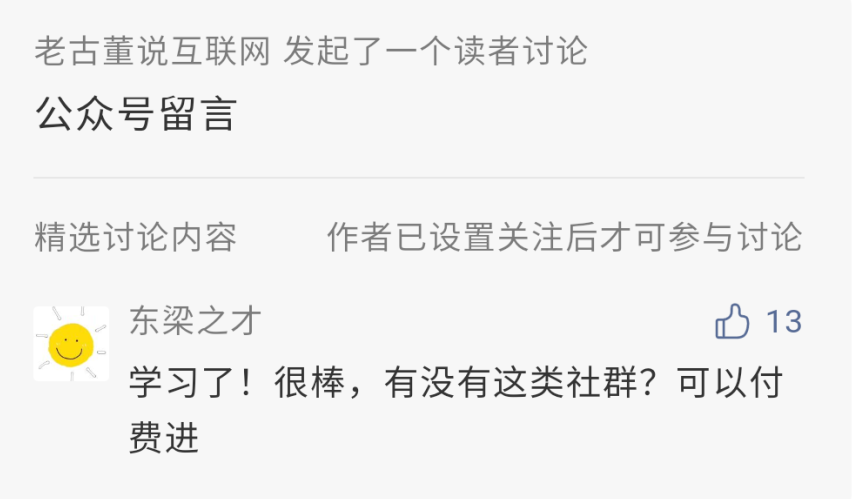 老古董说互联网 发起了一个读者讨论
公众号留言
精选讨论内容 作者已设置关注后才可参与讨论
东梁之才 13
学习了！很棒，有没有这类社群？可以付
费进